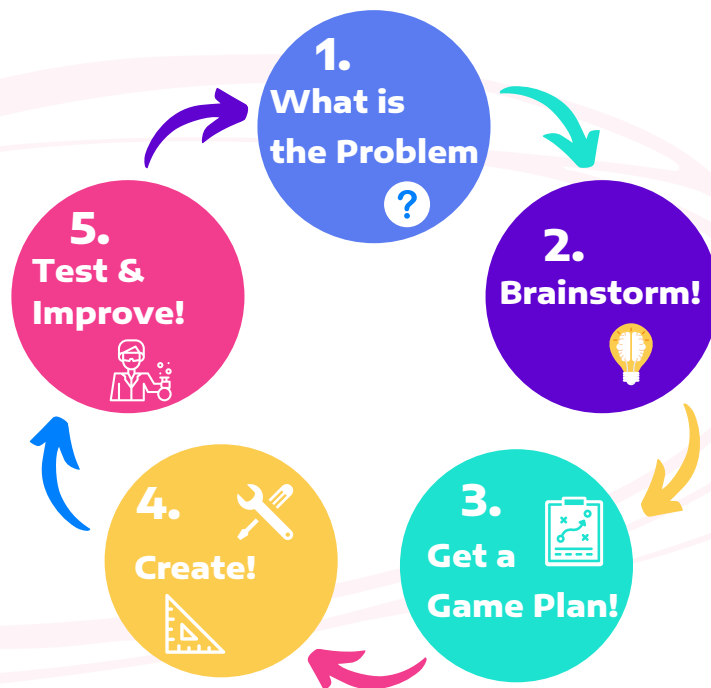 1.
What is
the Problem
?
2.
Brainstorm!
3.
Get a
Game Plan!
4.
Create!
5.
Test &
Improve!